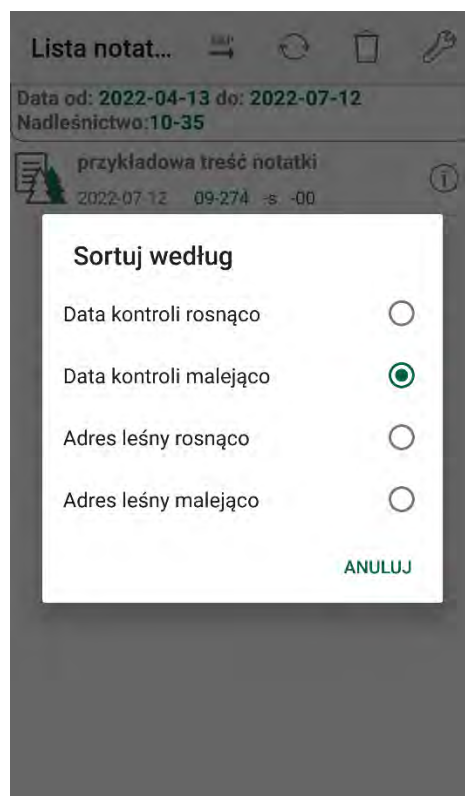 Lista notat...
Data od: 2022-04-13 do: 2022-07-12
Nadleśnictwo:10-35
przykładowa treść notatki
2022-07-12 09-274 -s -00
Sortuj według
Data kontroli rosnąco
Data kontroli malejąco
Adres leśny rosnąco
Adres leśny malejąco
ANULUJ